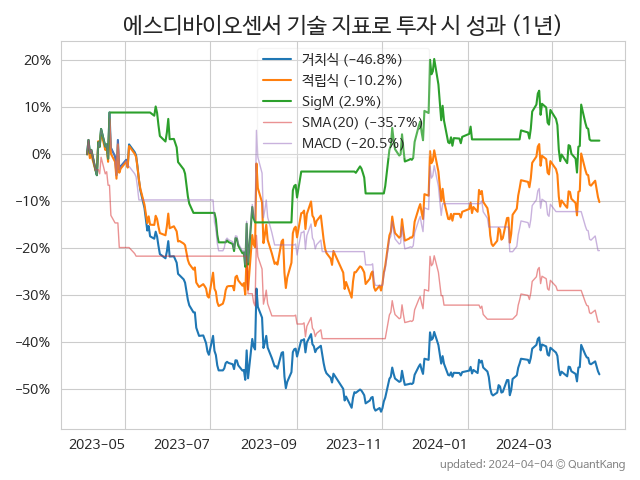 에스디바이오센서 기술 지표로 투자 시 성과 (1년)
거치식 (−46.8%)
적립식 (−10.2%)
SigM (2.9%)
SMA(20) (−35.7%)
MACD (−20.5%)
20%
10%
0%
−10%
−20%
−30%
−40%
−50%
2023−05 2023−07 2023−09 2023−11 2024−01 2024−03
updated: 2024−04−04 © QuantKang